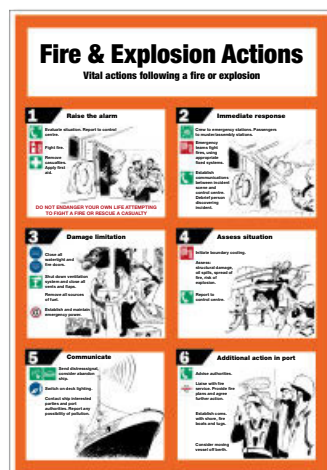 Fire & Explosion Actions
Vital actions following a fire or explosion
1
Raise the alarm
Evaluate situation. Report to control
centre.
Fight fire.
Remove
casualties.
Apply first
aid.
DO NOT ENDANGER YOUR OWN LIFE ATTEMPTING
TO FIGHT A FIRE OR RESCUE A CASUALTY
2
Immediate response
Crew to emergency stations. Passengers
to muster/assembly stations.
Emergency
teams fight
fires, using
appropriate
fixed systems.
Establish
communications
between incident
scene and
control centre.
Debrief person
discovering
incident.
3
Damage limitation
Close all
watertight and
fire doors.
Shut down ventilation
system and close all
vents and flaps.
Remove all sources
of fuel.
Establish and maintain
emergency power.
4
Assess situation
Initiate boundary cooling.
Assess:
structural damage,
oil spills, spread of
fire, risk of
explosion.
Report to
control centre.
5
Communicate
Send distress signal,
consider abandon
ship.
Switch on deck lighting.
Contact ship interested
parties and port
authorities. Report any
possibility of pollution.
6
Additional action in port
Advise authorities.
Liaise with fire
service. Provide fire
plans and agree
further action.
Establish coms.
with shore, fire
boats and tugs.
Consider moving
vessel off berth.